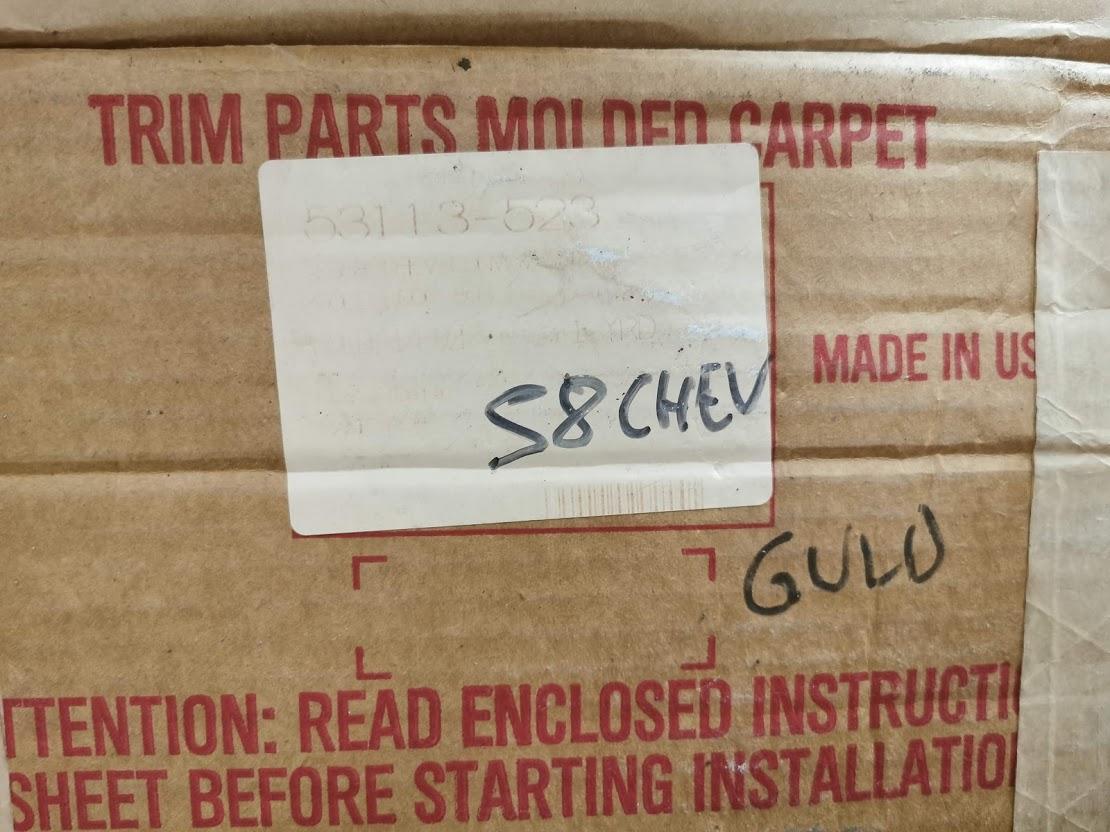 TRIM PARTS MOLDED CARPET
53113-523
58 CHEV
MADE IN US
GULV
TTENTION: READ ENCLOSED INSTRUCTI
SHEET BEFORE STARTING INSTALLATIO